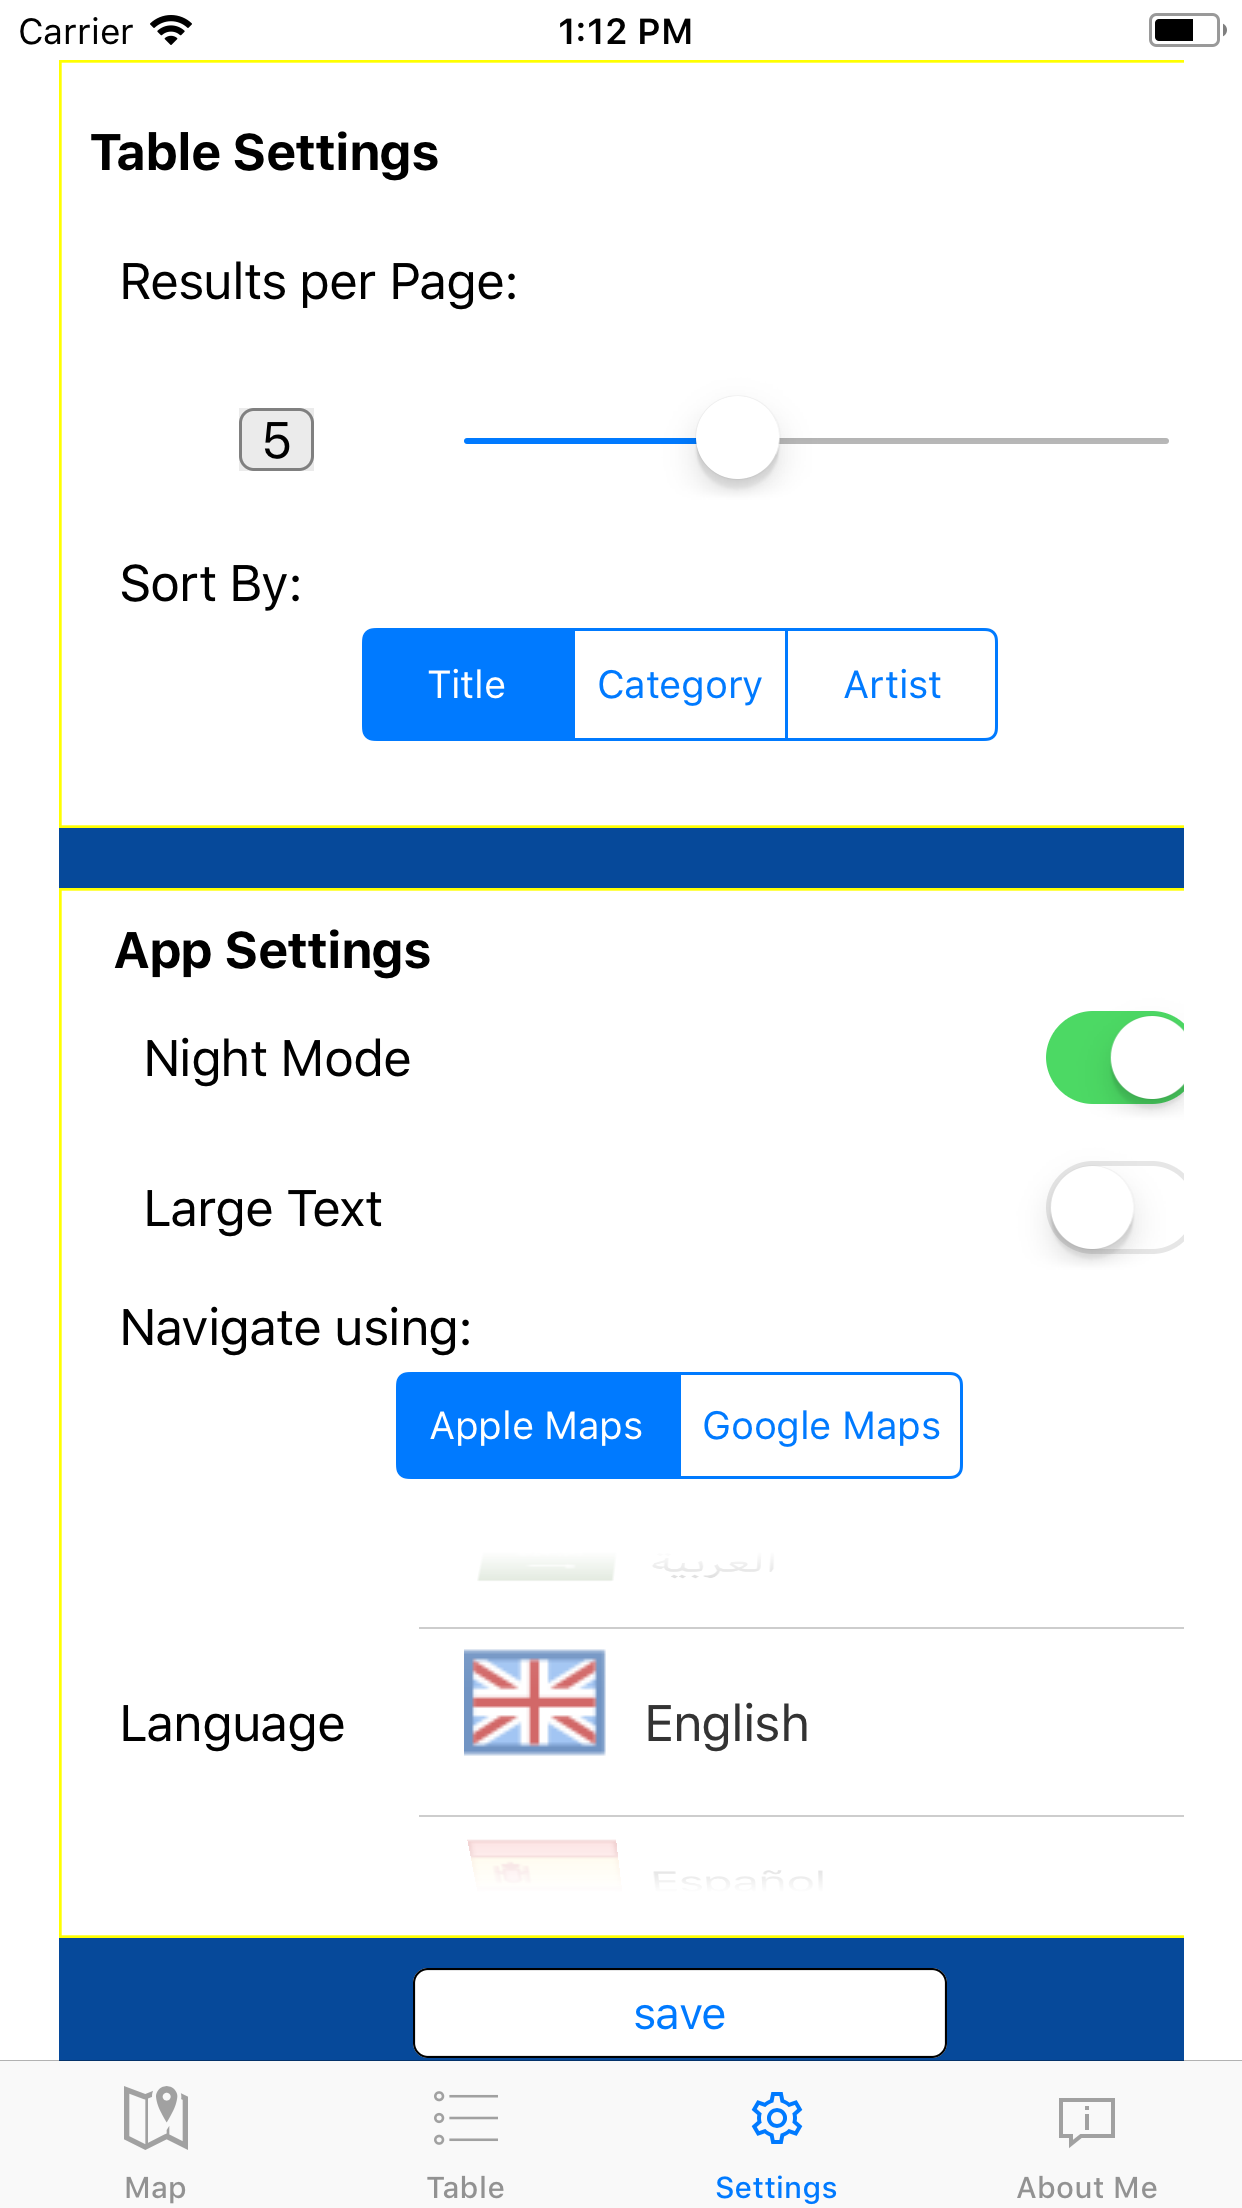 Carrier 1:12 PM
Table Settings
Results per Page:
5
Sort By:
Title Category Artist
App Settings
Night Mode
Large Text
Navigate using:
Apple Maps Google Maps
العربية
Language English
Español
save
Map Table Settings About Me